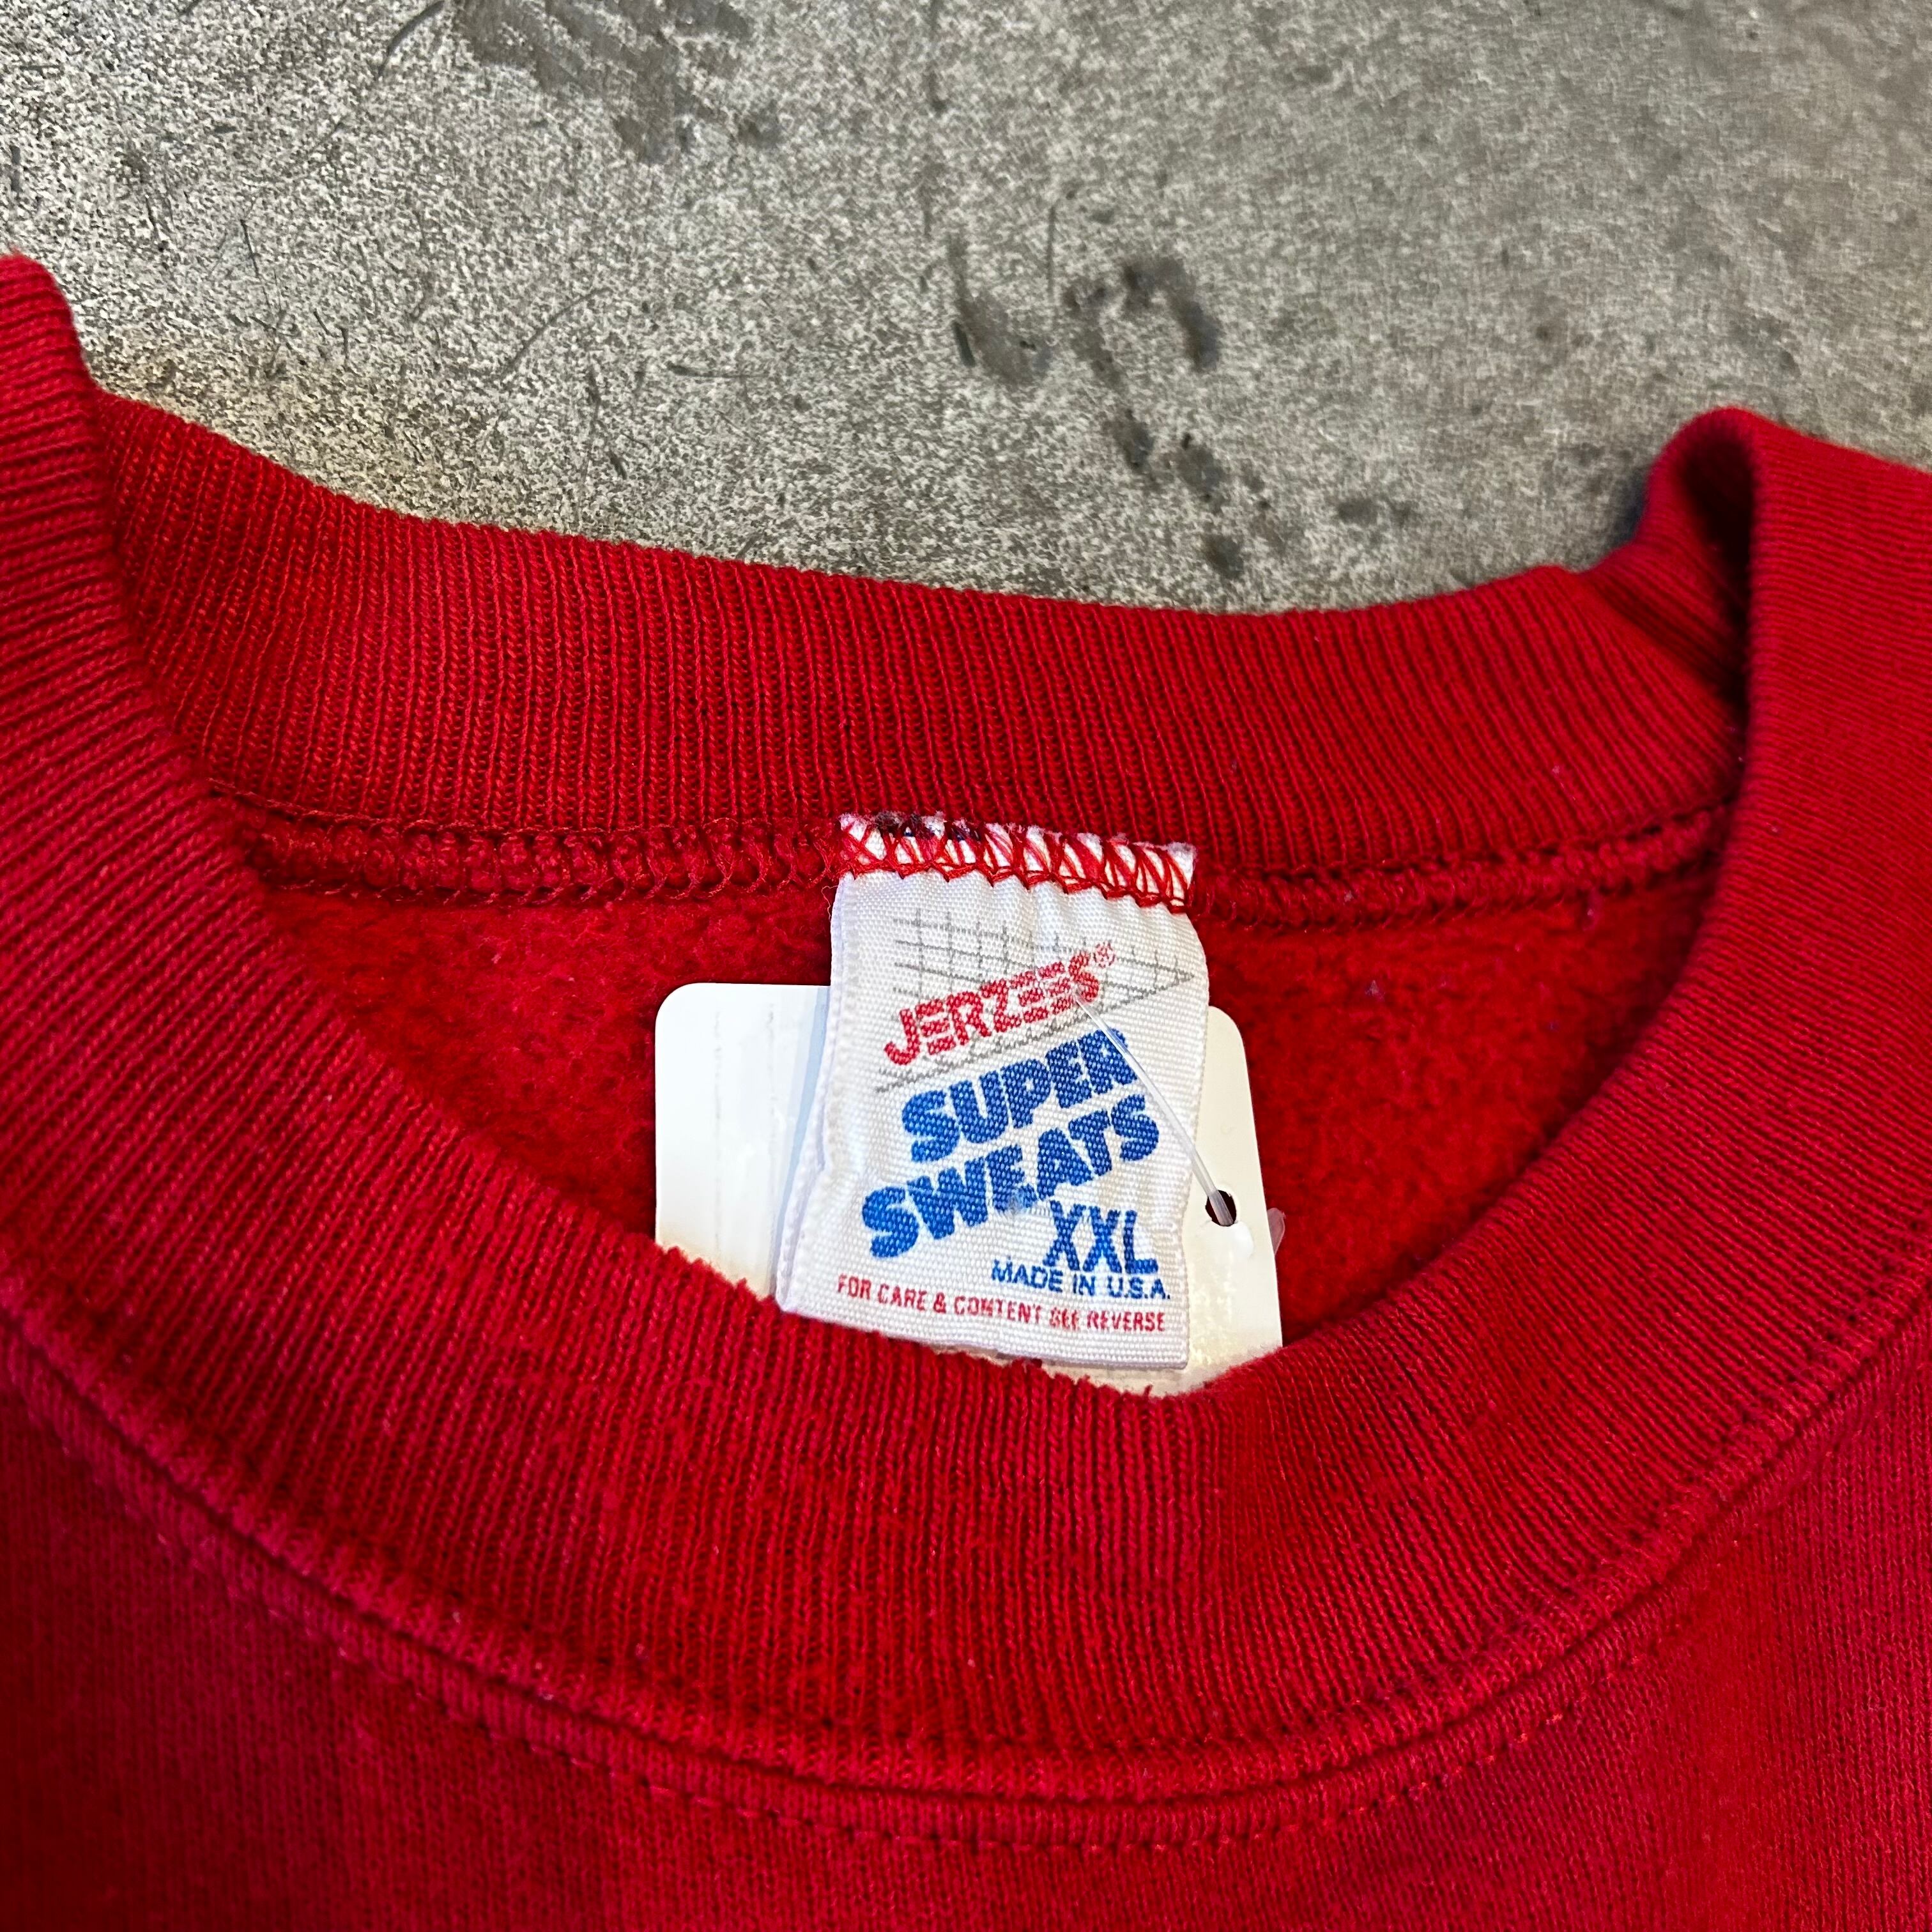 JERZEES®
SUPER
SWEATS
XXL
MADE IN U.S.A.
FOR CARE & CONTENT SEE REVERSE